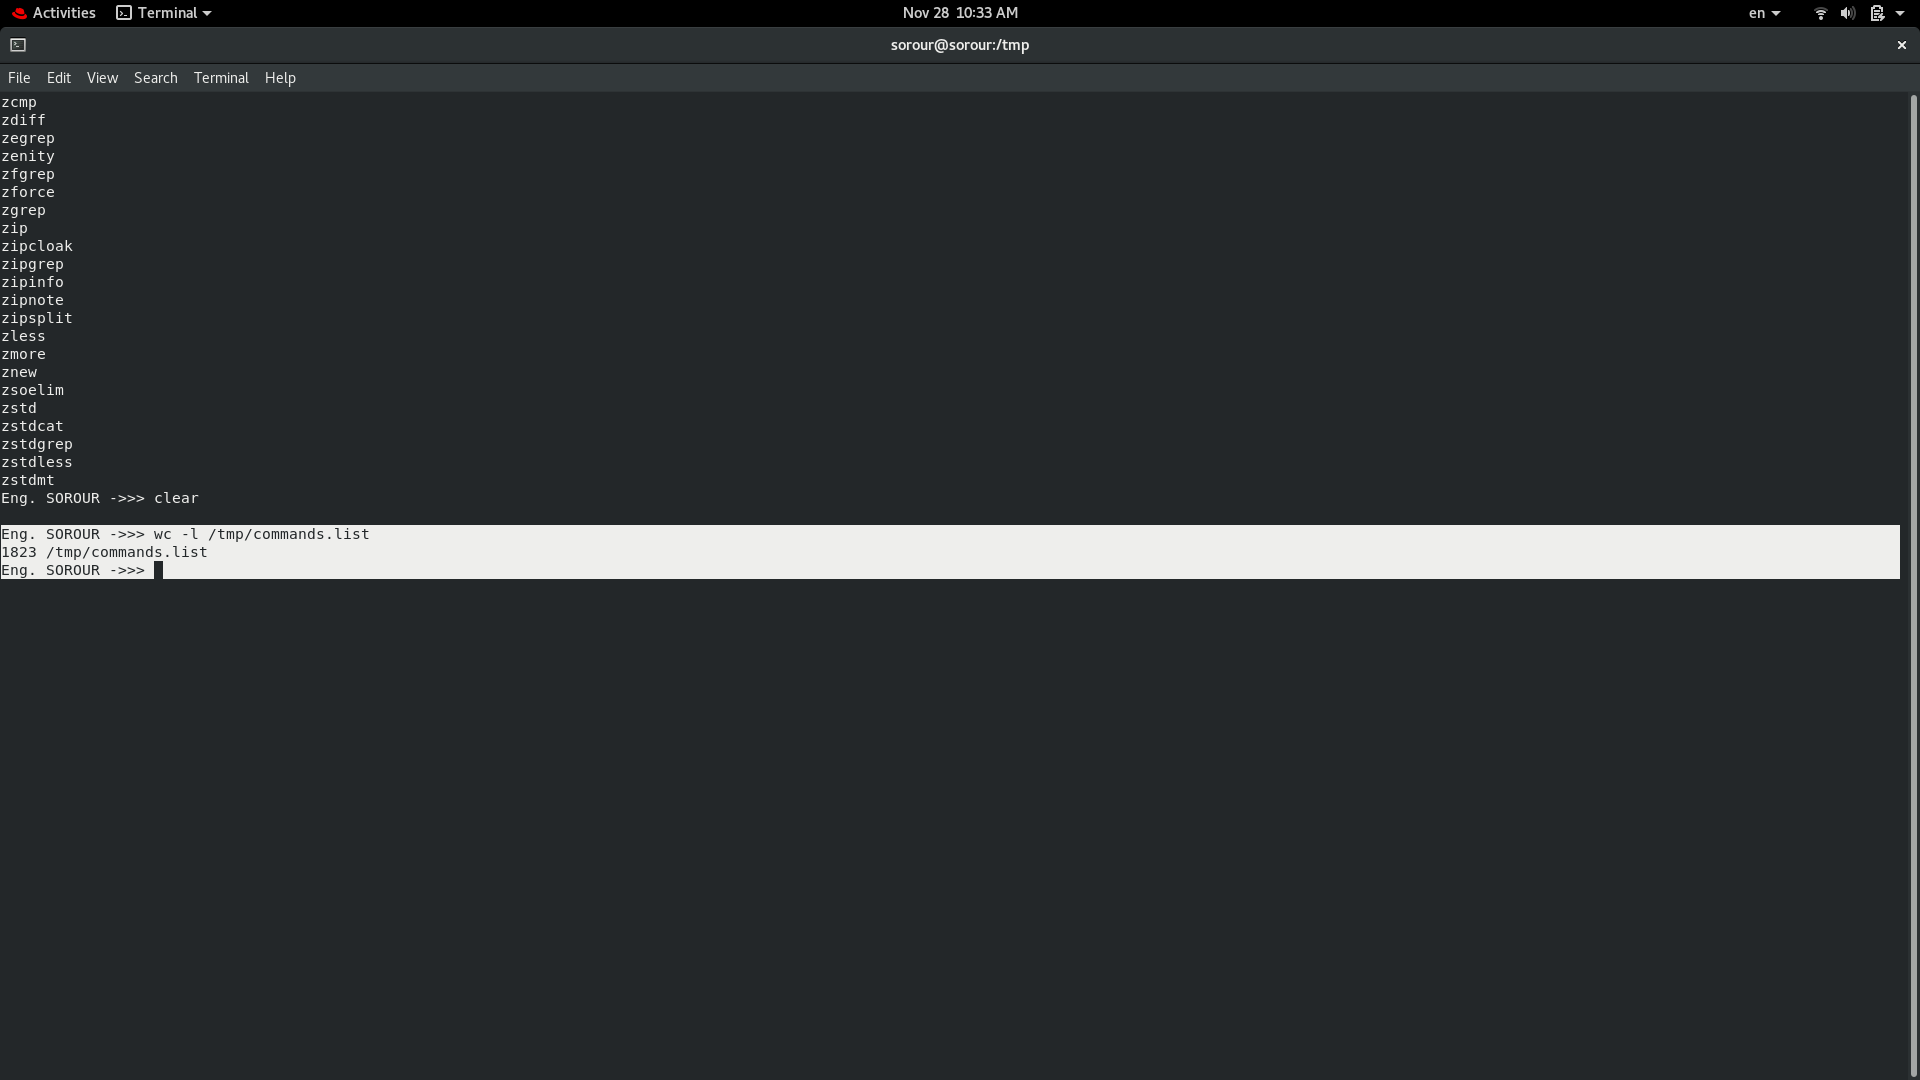 Activities Terminal Nov 28 10:33 AM en
sorour@sorour:/tmp
File Edit View Search Terminal Help
zcmp
zdiff
zegrep
zenity
zfgrep
zforce
zgrep
zip
zipcloak
zipgrep
zipinfo
zipnote
zipsplit
zless
zmore
znew
zsoelim
zstd
zstdcat
zstdgrep
zstdless
zstdmt
Eng. SOROUR ->>> clear
Eng. SOROUR ->>> wc -l /tmp/commands.list
1823 /tmp/commands.list
Eng. SOROUR ->>>